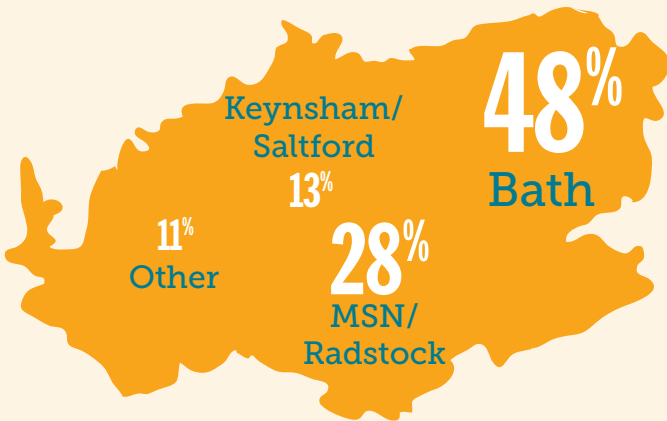 48%
Bath
Keynsham/
Saltford
13%
11%
Other
28%
MSN/
Radstock